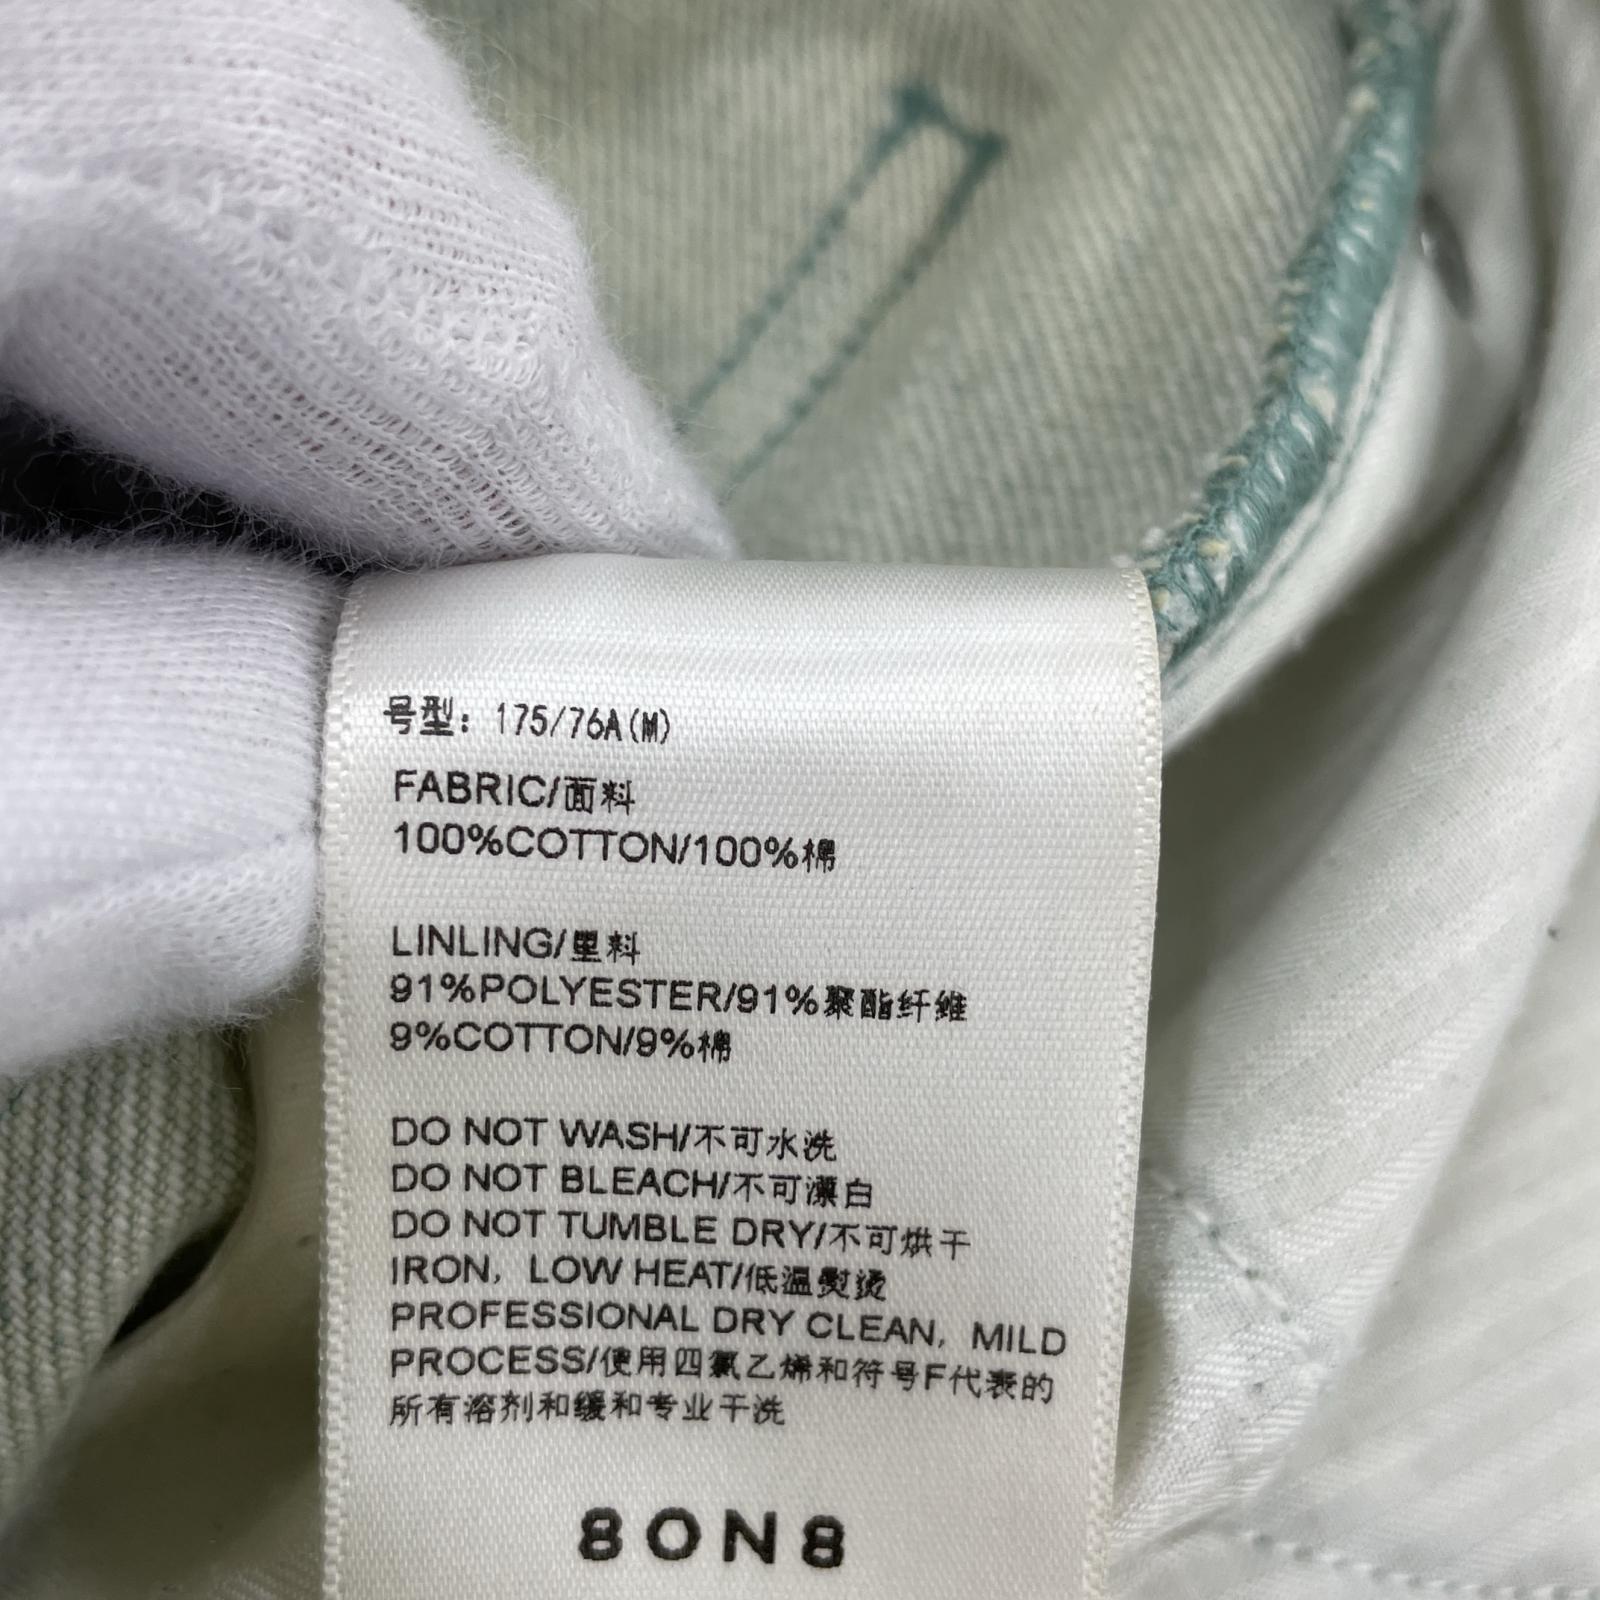 号型：175/76A(M)
FABRIC/面料
100%COTTON/100%棉
LINLING/里料
91%POLYESTER/91%聚酯纤维
9%COTTON/9%棉
DO NOT WASH/不可水洗
DO NOT BLEACH/不可漂白
DO NOT TUMBLE DRY/不可烘干
IRON, LOW HEAT/低温熨烫
PROFESSIONAL DRY CLEAN, MILD
PROCESS/使用四氯乙烯和符号F代表的
所有溶剂和缓和专业干洗
8ON8